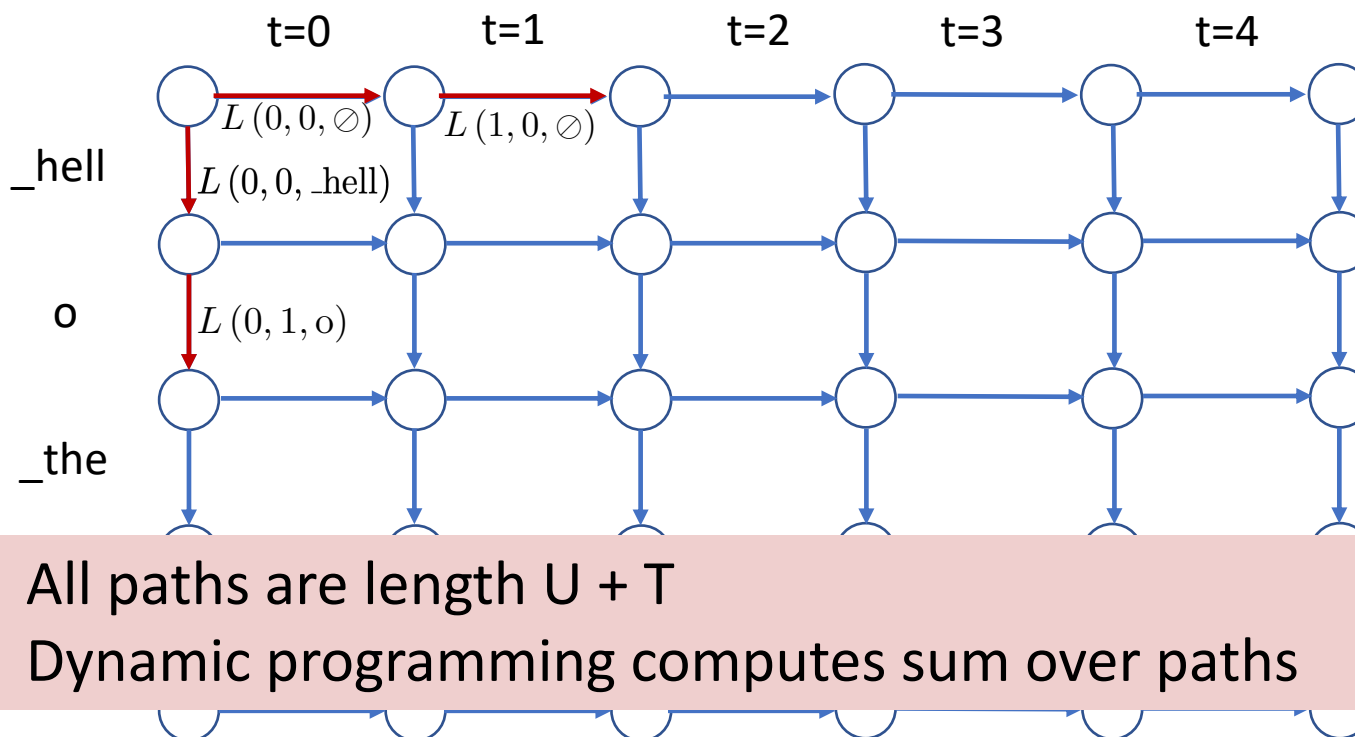 t=0 t=1 t=2 t=3 t=4
L (0, 0, ∅) L (1, 0, ∅)
_hell L (0, 0, _hell)
o L (0, 1, o)
_the
All paths are length U + T
Dynamic programming computes sum over paths